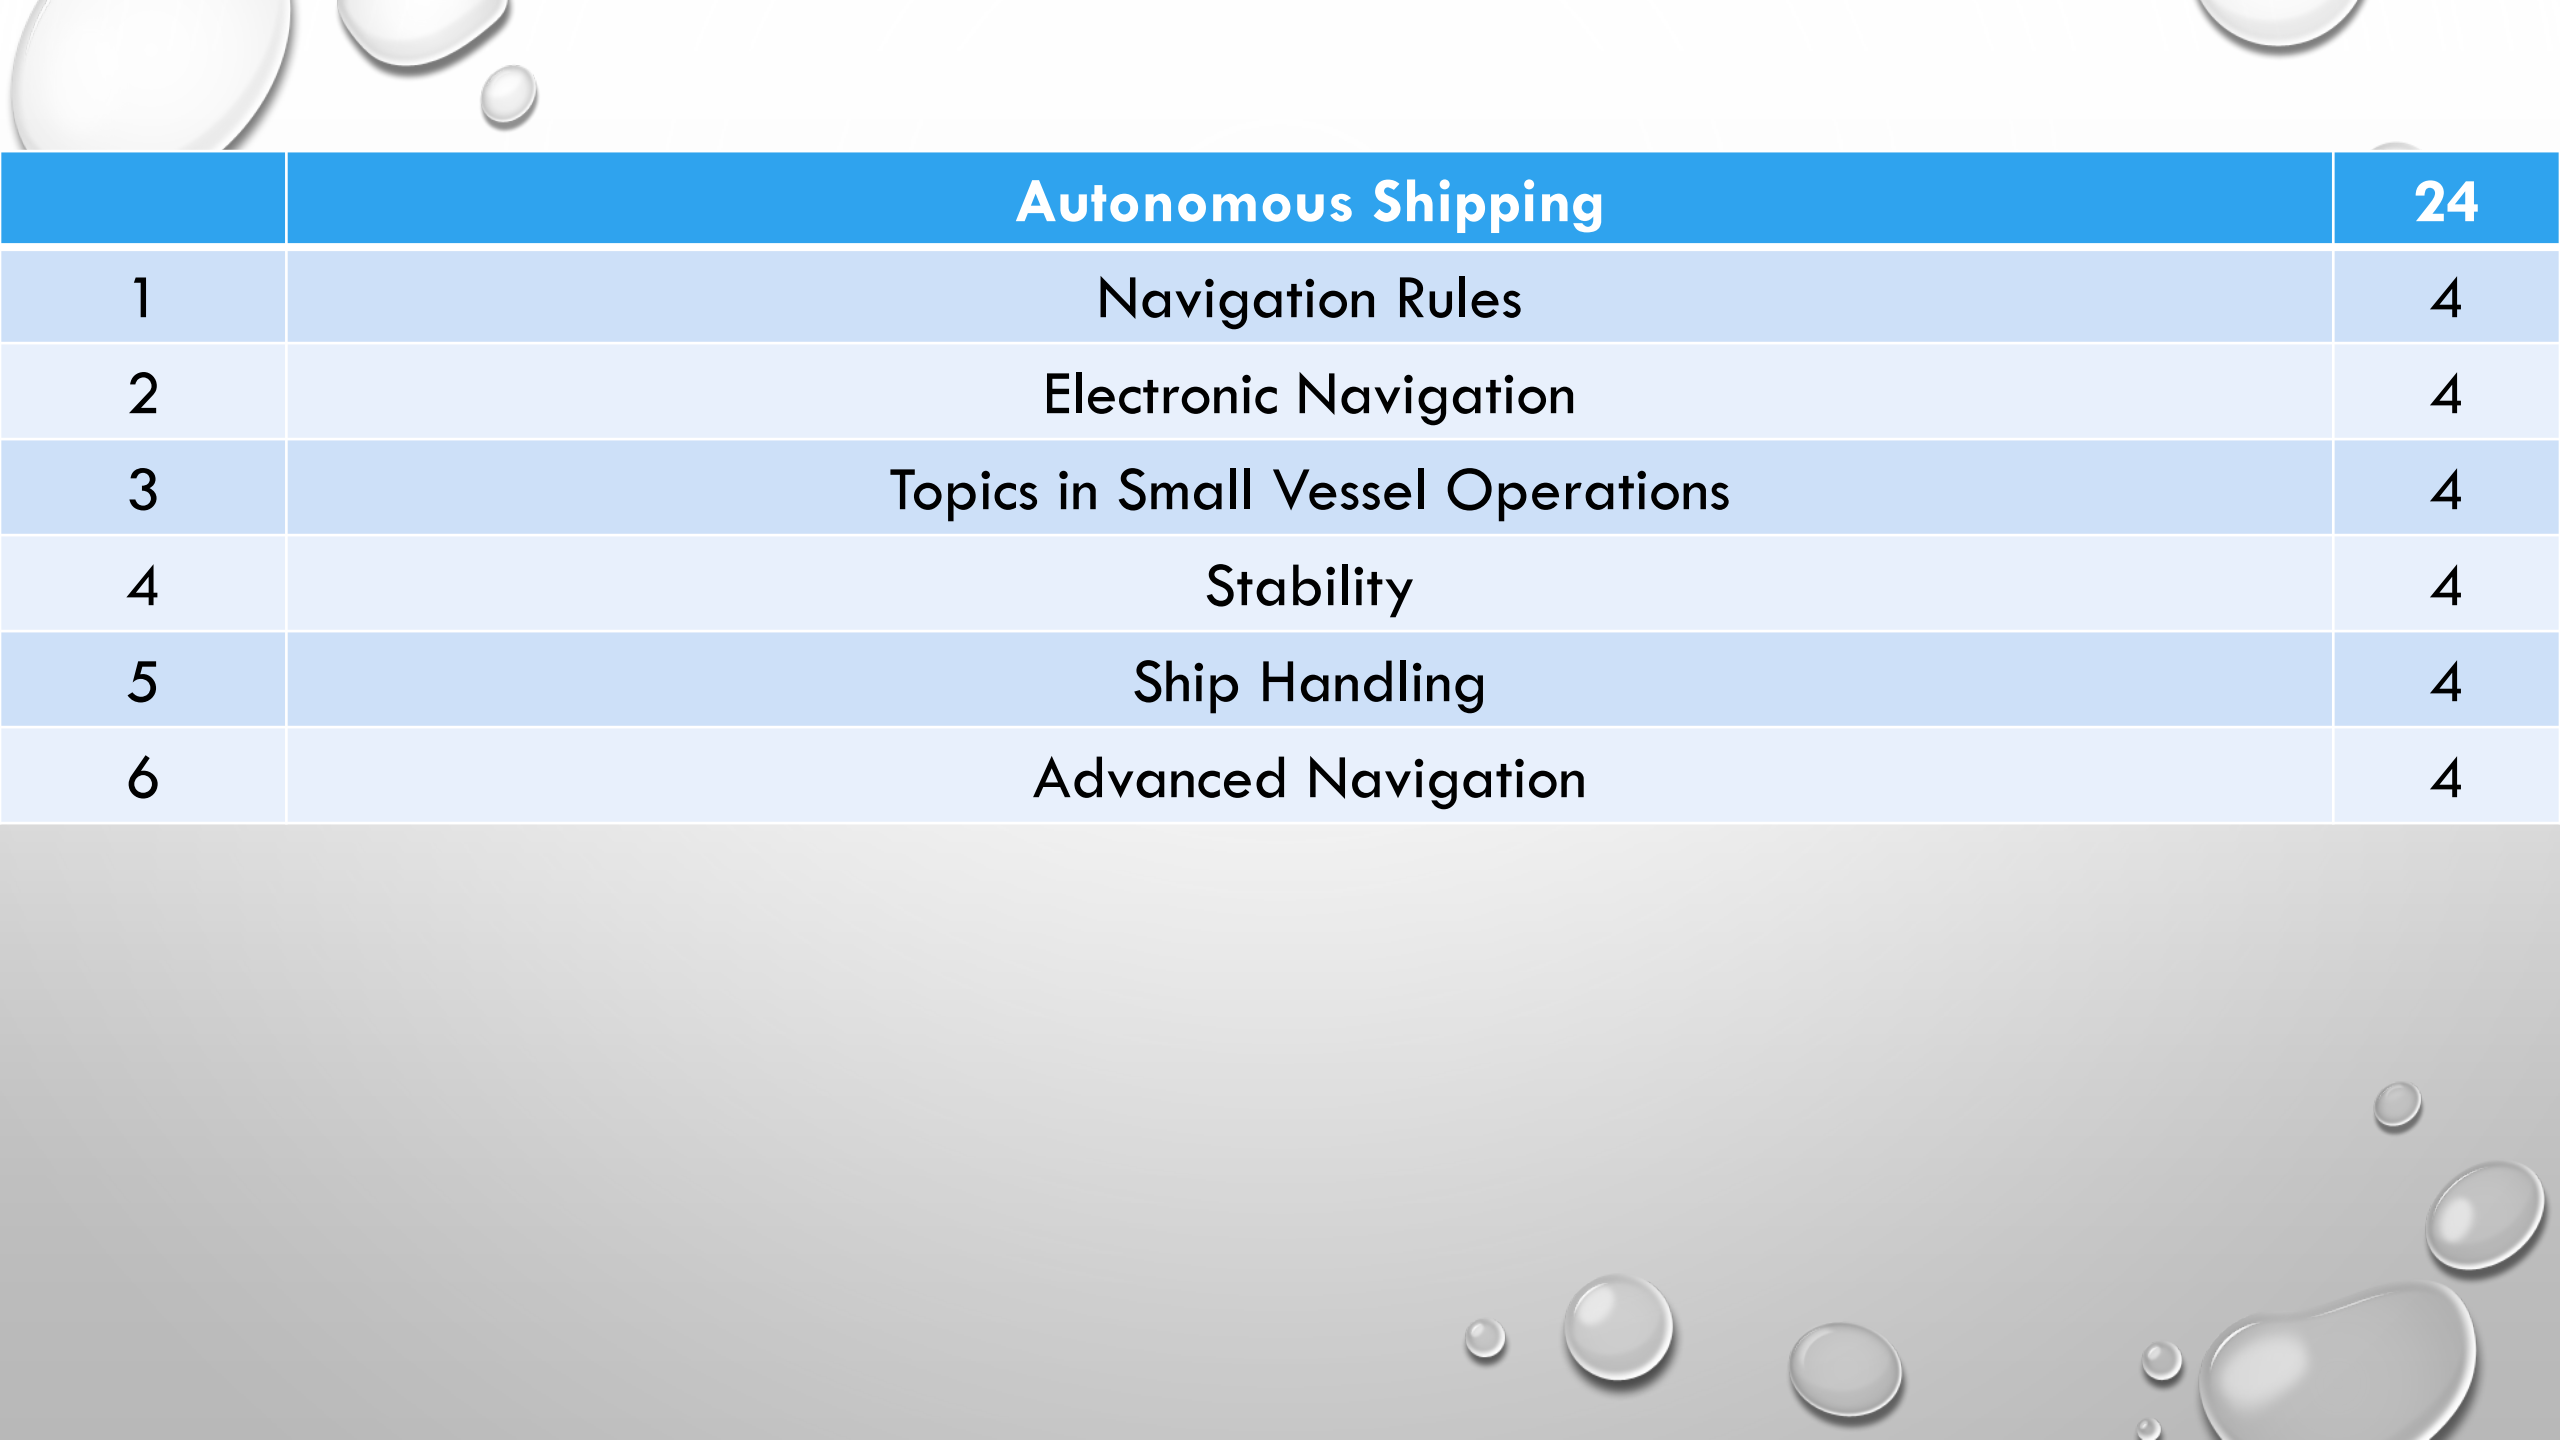 Autonomous Shipping 24
1 Navigation Rules 4
2 Electronic Navigation 4
3 Topics in Small Vessel Operations 4
4 Stability 4
5 Ship Handling 4
6 Advanced Navigation 4